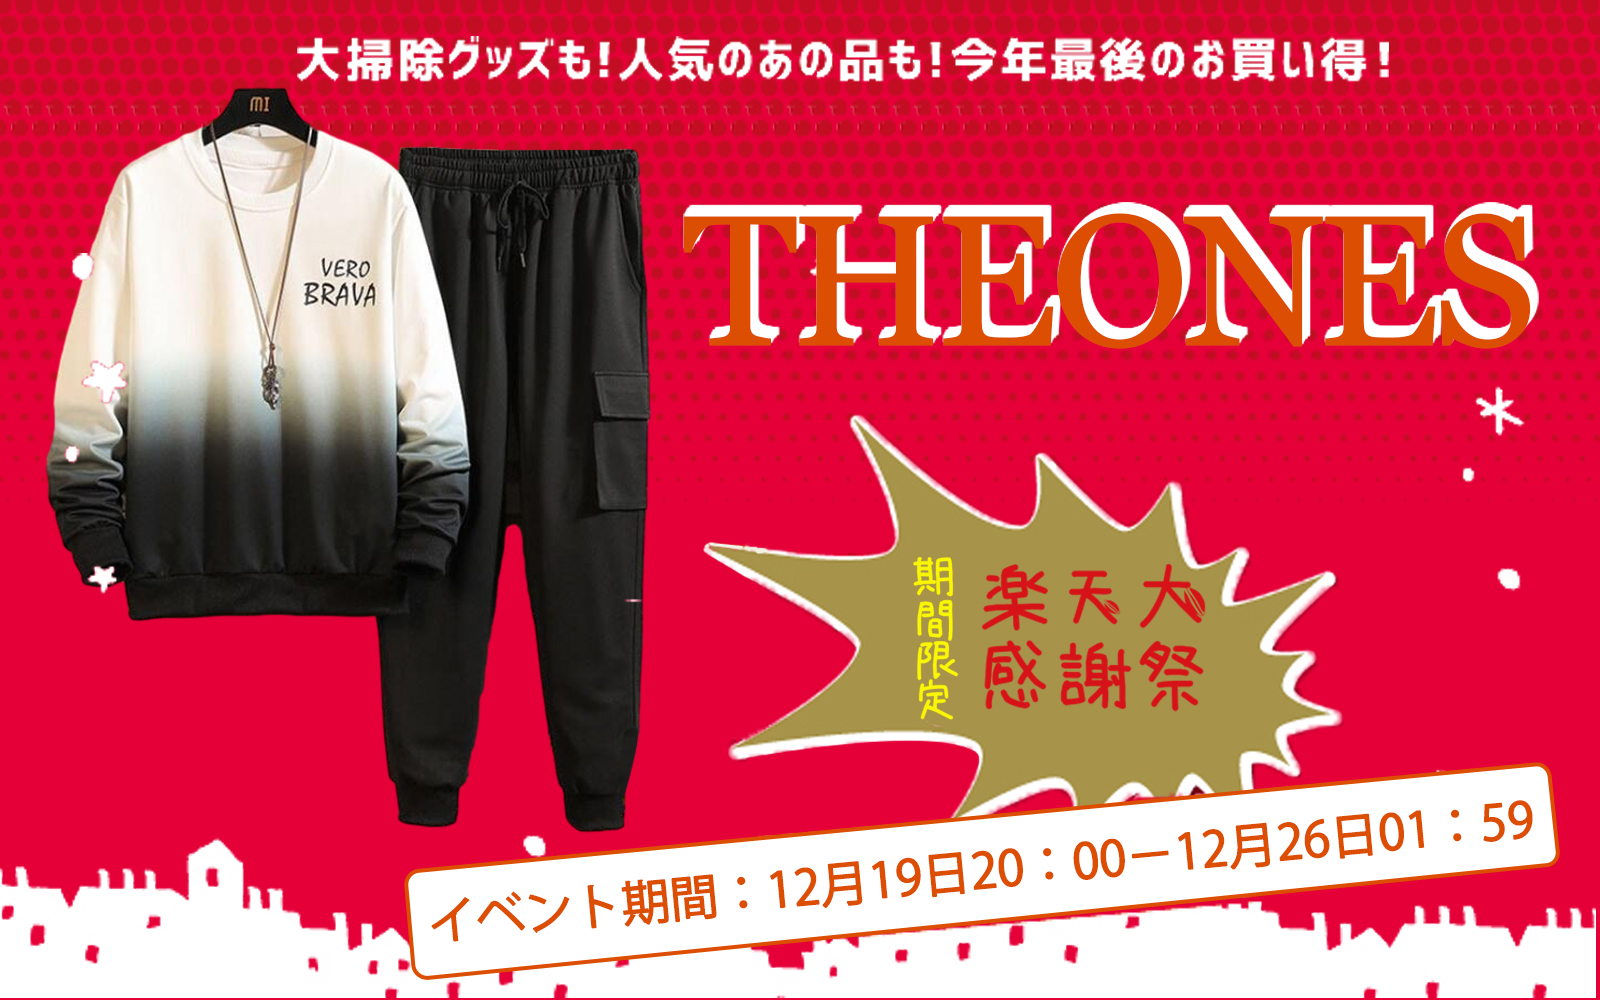 大掃除グッズも!人気のあの品も!今年最後のお買い得!
MI
VERO
BRAVA
THEONES
期間限定
楽天大
感謝祭
イベント期間：12月19日20：00－12月26日01：59